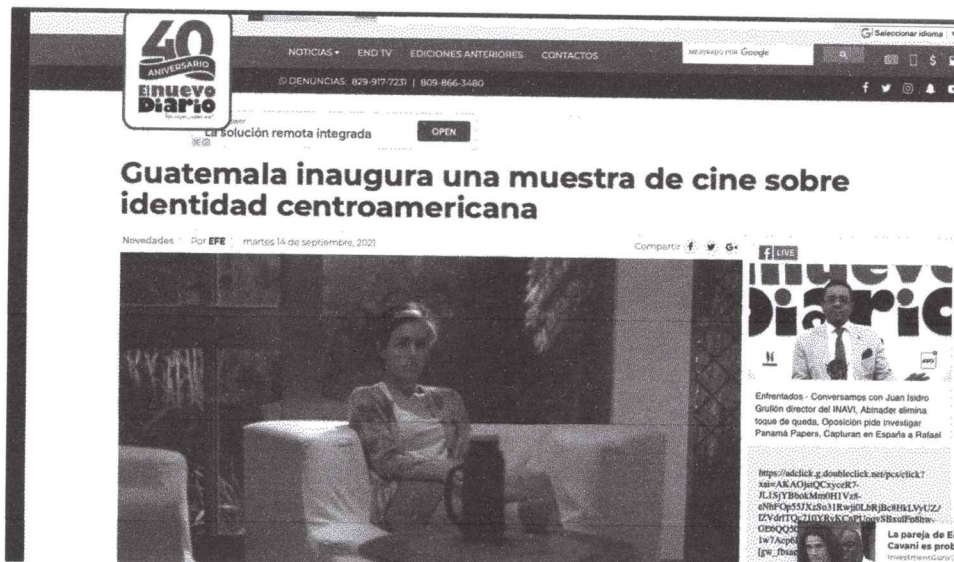 Seleccionar idioma
40
ANIVERSARIO
El nuevo
Diario
NOTICIAS
END TV
EDICIONES ANTERIORES
CONTACTOS
MEJORADO POR Google
DENUNCIAS: 829-917-7231 | 809-866-3480
La solución remota integrada
OPEN
Guatemala inaugura una muestra de cine sobre
identidad centroamericana
Novedades
Por EFE
martes 14 de septiembre, 2021
Compartir
G+
LIVE
nuevo
Diario
Enfrentados - Conversamos con Juan Isidro
Grullón director del INAVI, Abinader elimina
toque de queda, Oposición pide investigar
Panamá Papers, Capturan en España a Rafael
https://adclick.g.doubleclick.net/pcs/click?
La pareja de E
Cavani es prob